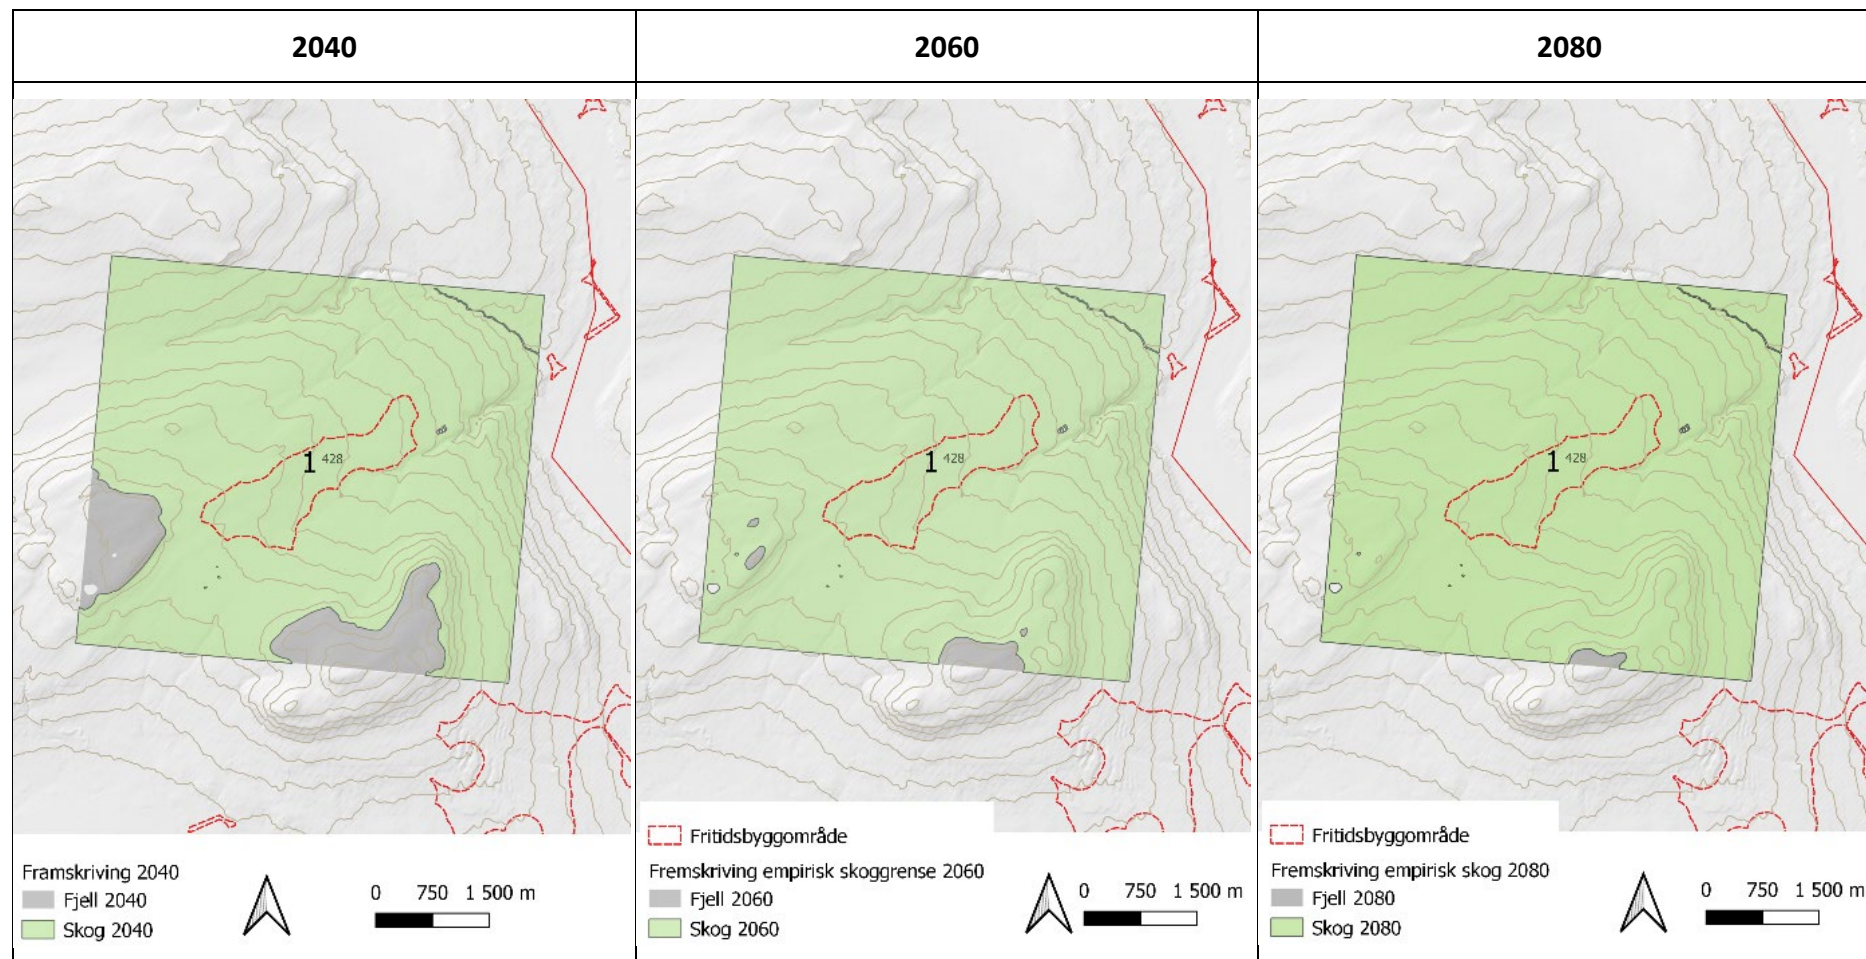 2040
2060
2080
1 428
1 428
1 428
Framskriving 2040
Fjell 2040
Skog 2040
0 750 1 500 m
Fritidsbyggområde
Fremskriving empirisk skoggrense 2060
Fjell 2060
Skog 2060
0 750 1 500 m
Fritidsbyggområde
Fremskriving empirisk skog 2080
Fjell 2080
Skog 2080
0 750 1 500 m